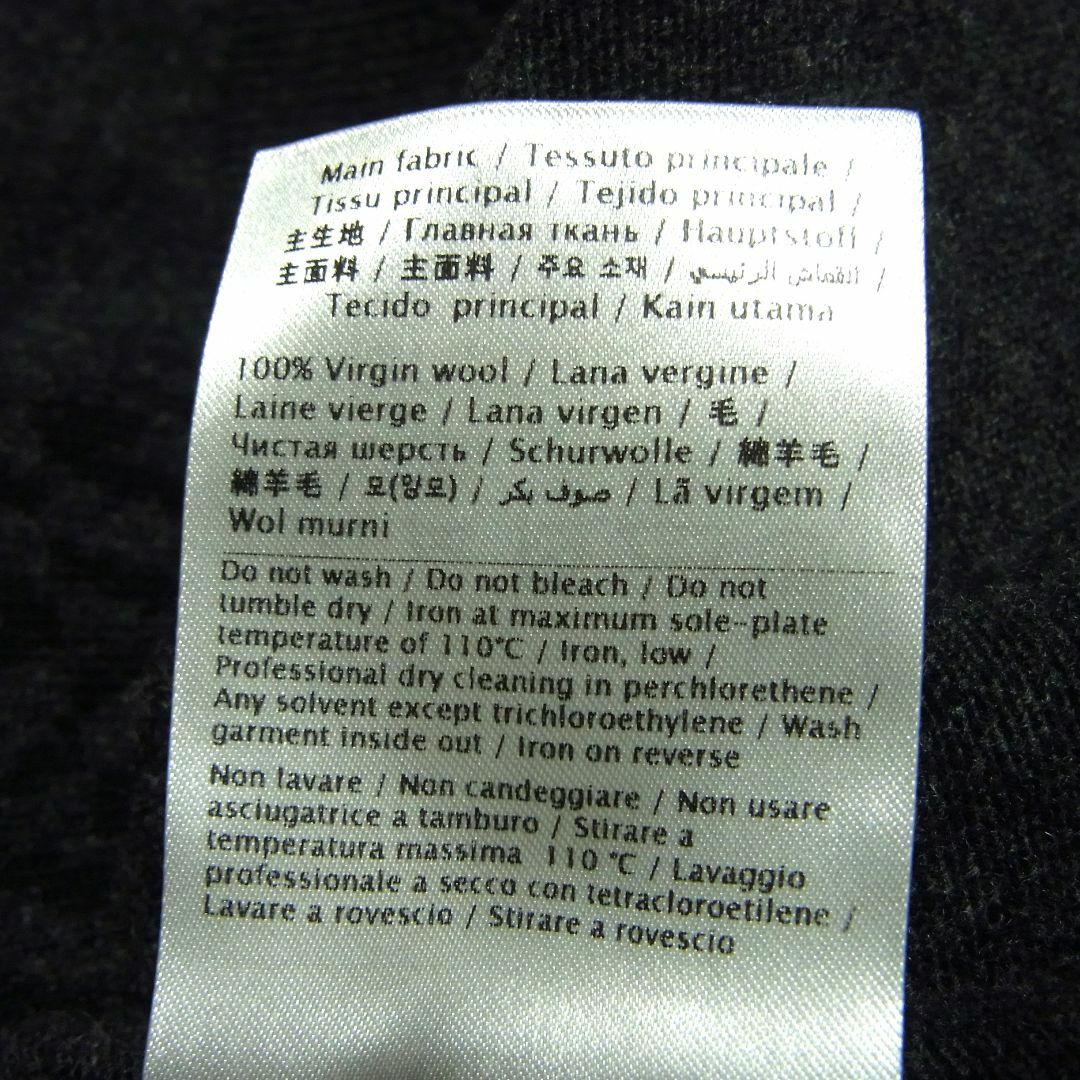 Main fabric / Tessuto principale /
Tissu principal / Tejido principal /
主生地 / Главная ткань / Hauptstoff /
主面料 / 主面料 / 주요 소재 / القماش الرئيسي /
Tecido principal / Kain utama
100% Virgin wool / Lana vergine /
Laine vierge / Lana virgen / 毛 /
Чистая шерсть / Schurwolle / 綿羊毛 /
綿羊毛 / 모(양모) / صوف بكر / Lã virgem /
Wol murni
Do not wash / Do not bleach / Do not
tumble dry / Iron at maximum sole-plate
temperature of 110°C / Iron, low /
Professional dry cleaning in perchlorethene /
Any solvent except trichloroethylene / Wash
garment inside out / Iron on reverse
Non lavare / Non candeggiare / Non usare
asciugatrice a tamburo / Stirare a
temperatura massima 110 °C / Lavaggio
professionale a secco con tetracloroetilene /
Lavare a rovescio / Stirare a rovescio